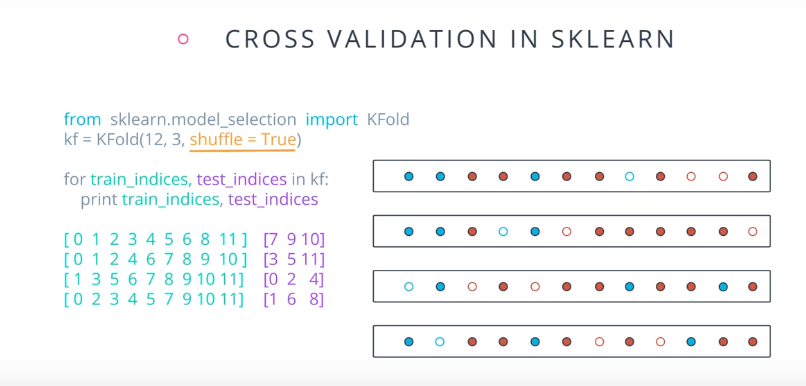 CROSS VALIDATION IN SKLEARN
from sklearn.model_selection import KFold
kf = KFold(12, 3, shuffle = True)
for train_indices, test_indices in kf:
print train_indices, test_indices
[ 0 1 2 3 4 5 6 8 11 ] [7 9 10]
[ 0 1 2 4 6 7 8 9 10 ] [3 5 11]
[ 1 3 5 6 7 8 9 10 11] [0 2 4]
[ 0 2 3 4 5 7 9 10 11] [1 6 8]